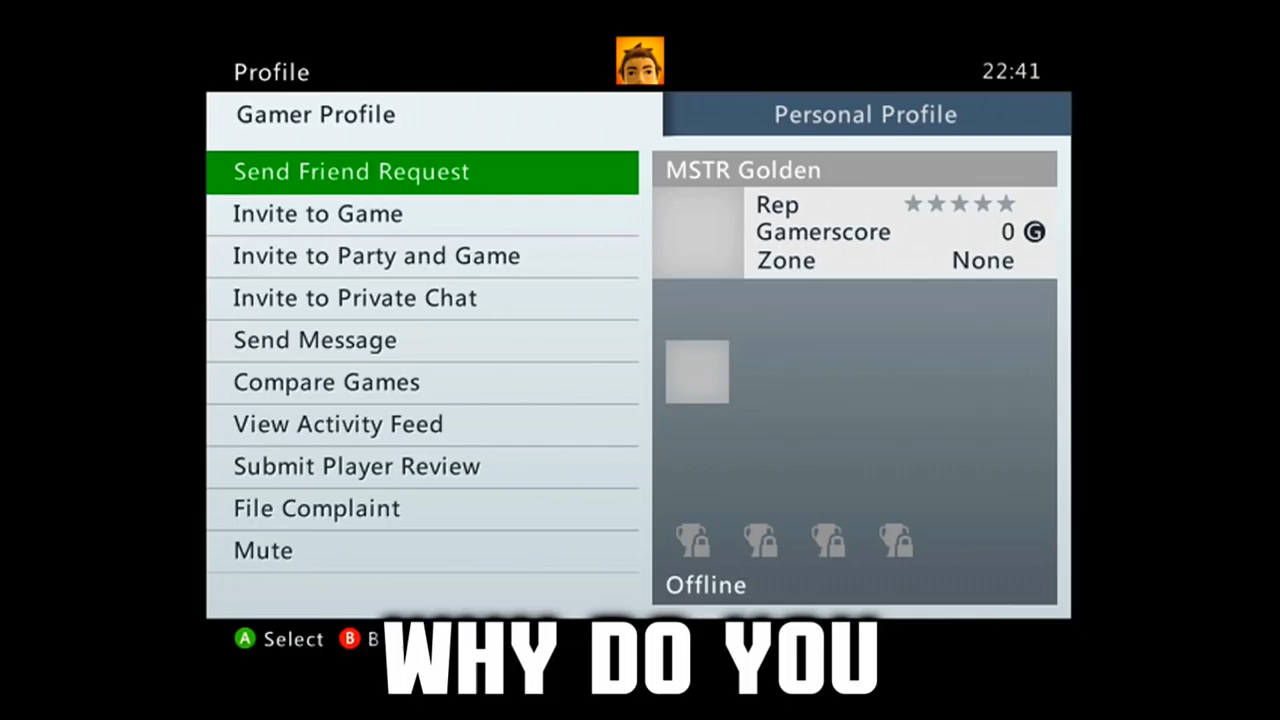 Profile
22:41
Gamer Profile
Personal Profile
Send Friend Request
Invite to Game
Invite to Party and Game
Invite to Private Chat
Send Message
Compare Games
View Activity Feed
Submit Player Review
File Complaint
Mute
MSTR Golden
Rep
Gamerscore 0 G
Zone None
Offline
A Select B B
WHY DO YOU